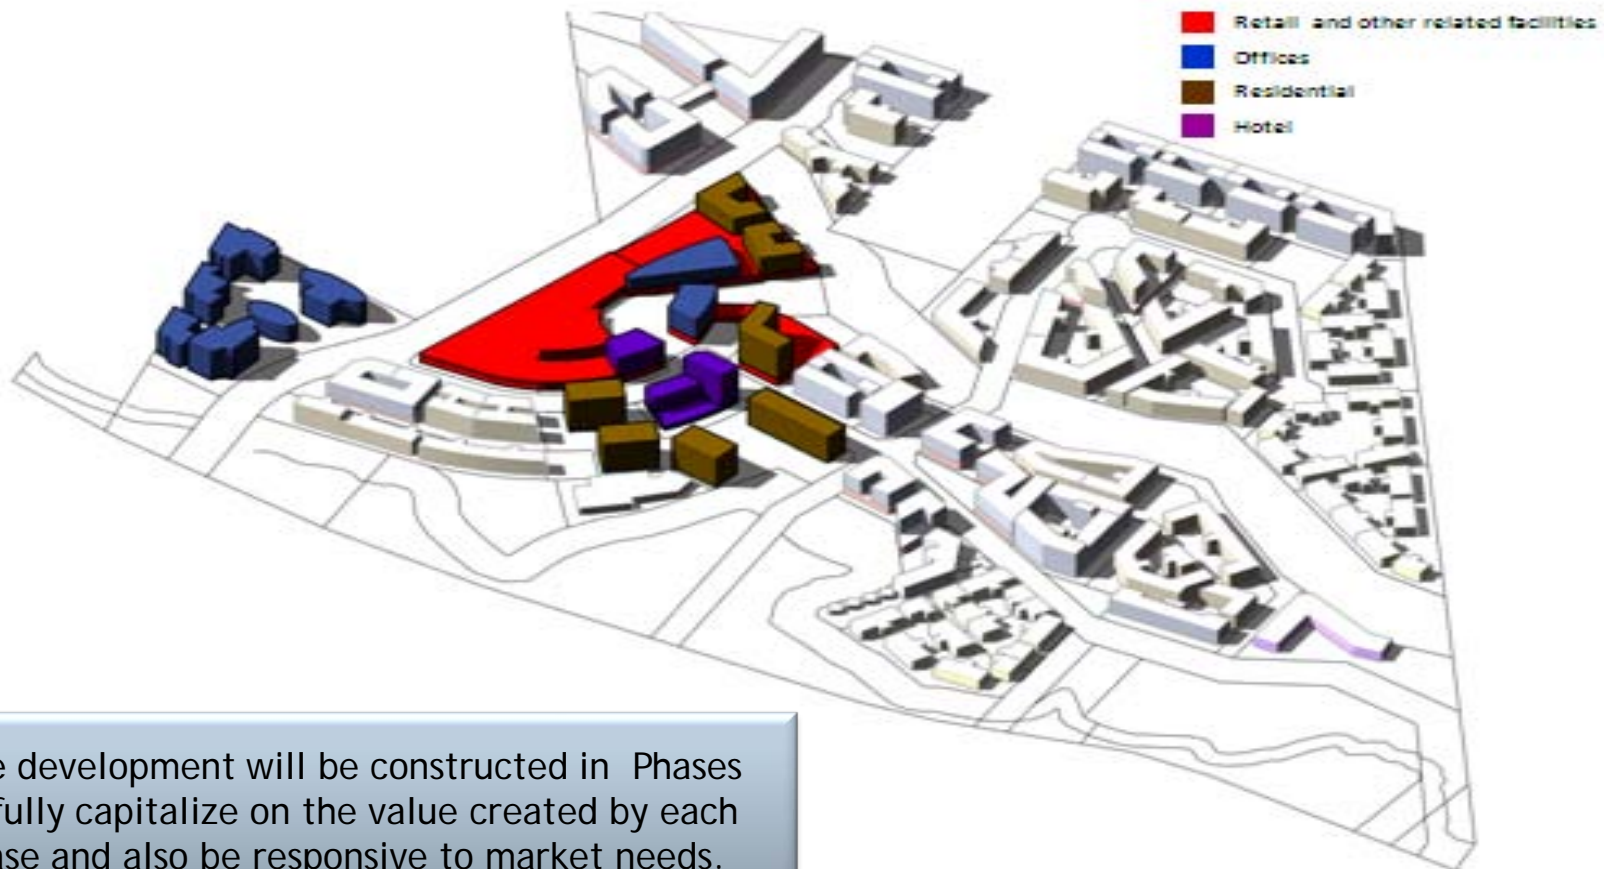 Retail and other related facilities
Offices
Residential
Hotel
e development will be constructed in Phases
fully capitalize on the value created by each
ase and also be responsive to market needs.